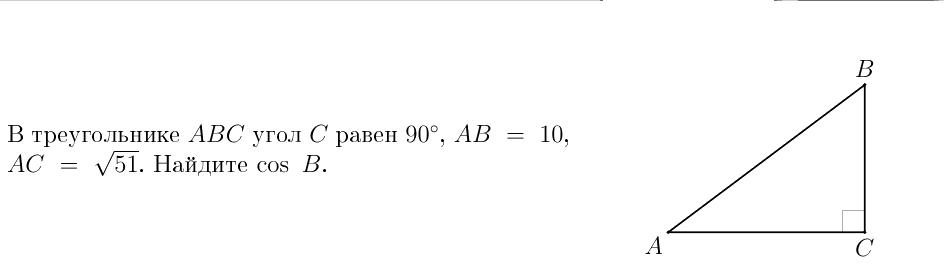 В треугольнике ABC угол C равен 90°, AB = 10,
AC = √51. Найдите cos B.
B
A
C